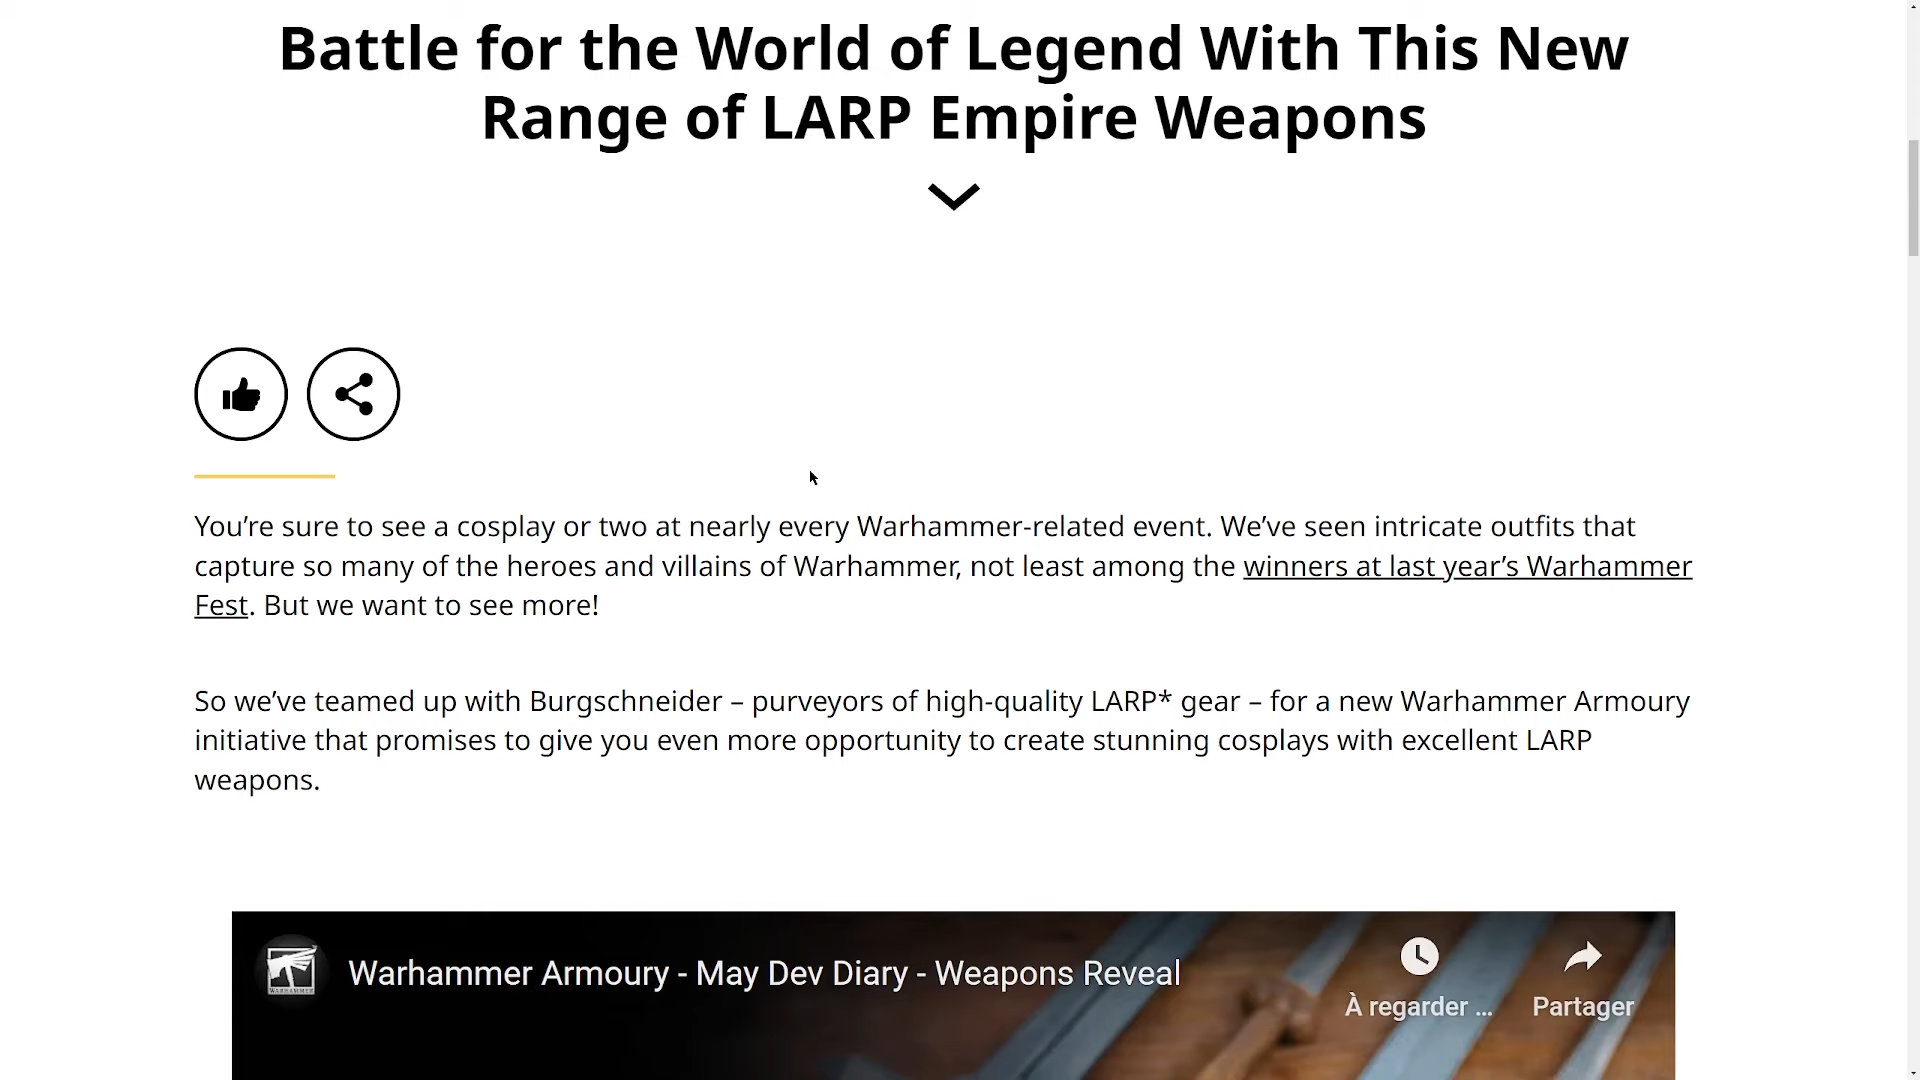 Battle for the World of Legend With This New
Range of LARP Empire Weapons
You’re sure to see a cosplay or two at nearly every Warhammer-related event. We’ve seen intricate outfits that
capture so many of the heroes and villains of Warhammer, not least among the winners at last year’s Warhammer
Fest. But we want to see more!
So we’ve teamed up with Burgschneider – purveyors of high-quality LARP* gear – for a new Warhammer Armoury
initiative that promises to give you even more opportunity to create stunning cosplays with excellent LARP
weapons.
WARHAMMER
Warhammer Armoury - May Dev Diary - Weapons Reveal
À regarder ...
Partager